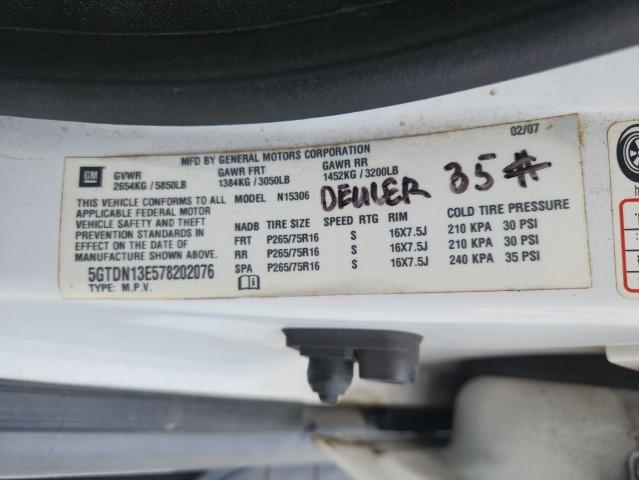 02/07
MFD BY GENERAL MOTORS CORPORATION
GM
GVWR GAWR FRT GAWR RR
2654KG / 5850LB 1384KG / 3050LB 1452KG / 3200LB
THIS VEHICLE CONFORMS TO ALL
APPLICABLE FEDERAL MOTOR
VEHICLE SAFETY STANDARDS IN
EFFECT ON THE DATE OF
MANUFACTURE SHOWN ABOVE.
5GTDN13E578202076
TYPE: M.P.V.
MODEL N15306
DEULER 35#
NADB TIRE SIZE SPEED RTG RIM COLD TIRE PRESSURE
FRT P265/75R16 S 16X7.5J 210 KPA 30 PSI
RR P265/75R16 S 16X7.5J 210 KPA 30 PSI
SPA P265/75R16 S 16X7.5J 240 KPA 35 PSI